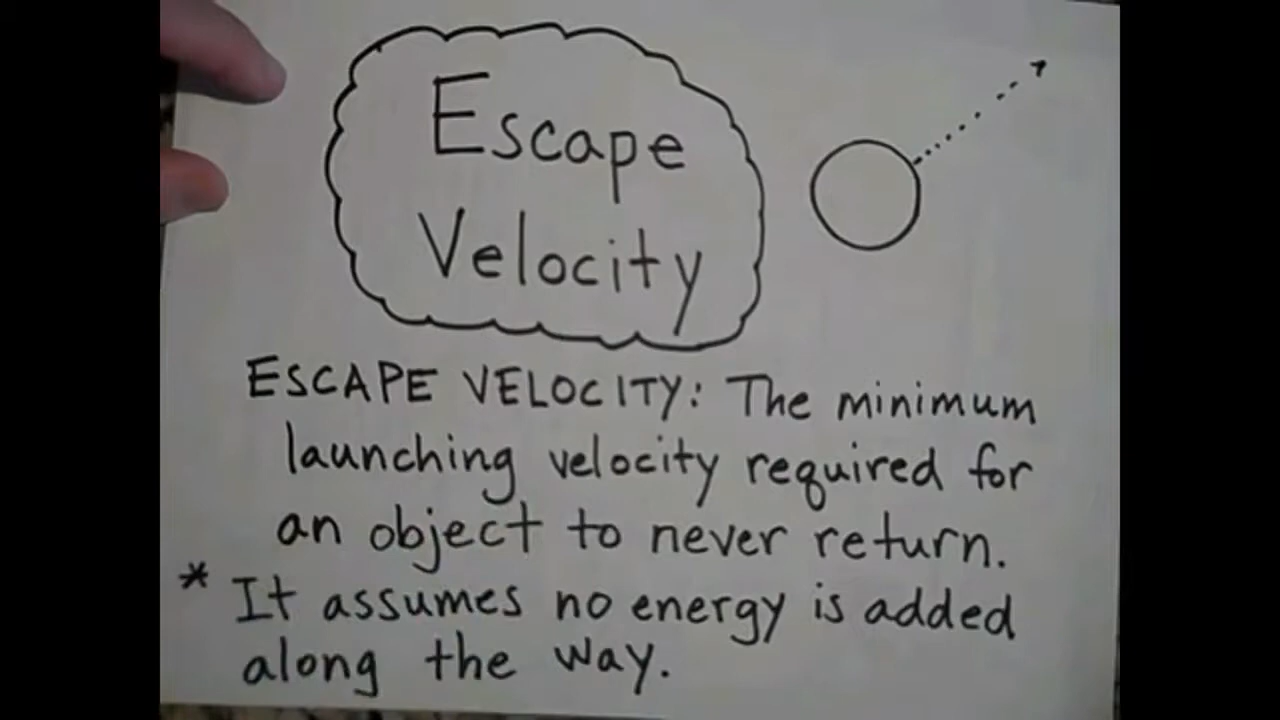 Escape
Velocity
ESCAPE VELOCITY: The minimum
launching velocity required for
an object to never return.
* It assumes no energy is added
along the way.